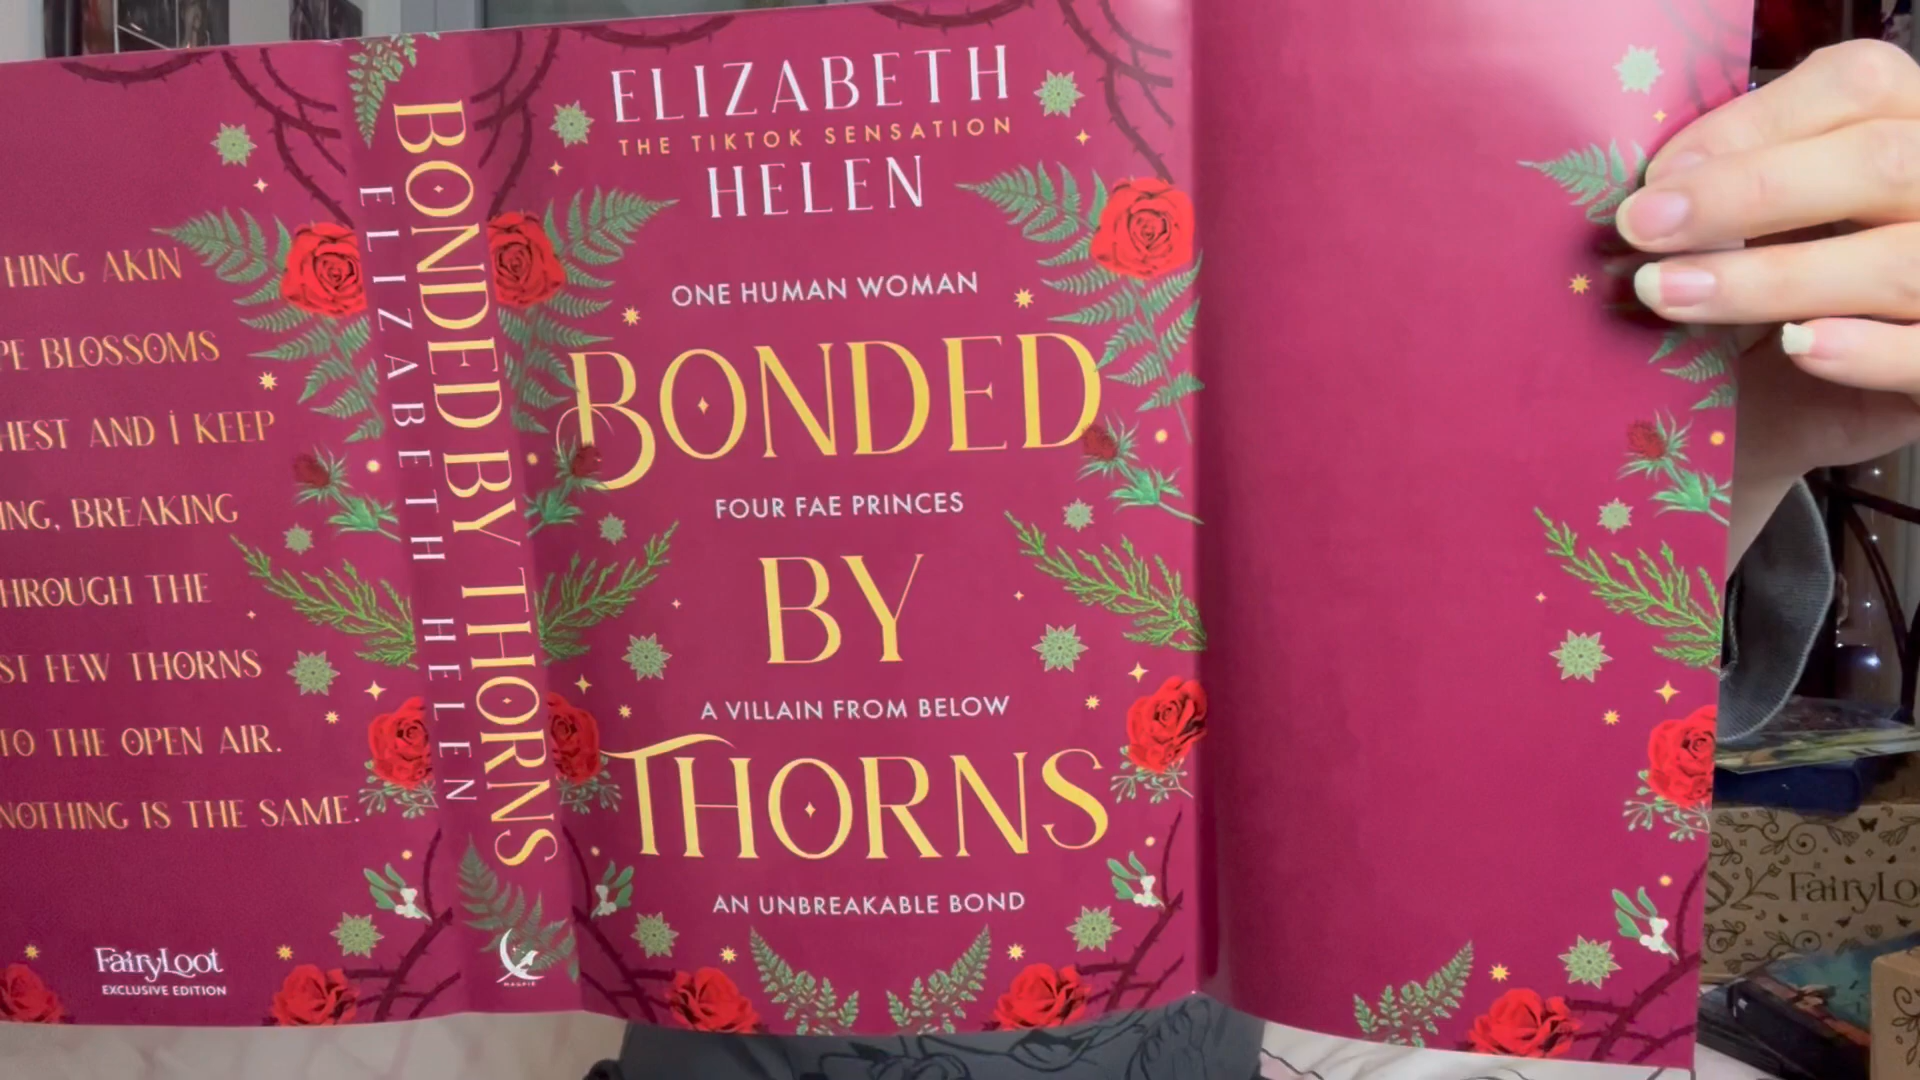 HING AKIN
PE BLOSSOMS
HEST AND I KEEP
ING, BREAKING
HROUGH THE
ST FEW THORNS
TO THE OPEN AIR.
NOTHING IS THE SAME.
FairyLoot
EXCLUSIVE EDITION
BONDED BY THORNS
ELIZABETH HELEN
MAGPIE
ELIZABETH
THE TIKTOK SENSATION
HELEN
ONE HUMAN WOMAN
BONDED
FOUR FAE PRINCES
BY
A VILLAIN FROM BELOW
THORNS
AN UNBREAKABLE BOND
FairyLo